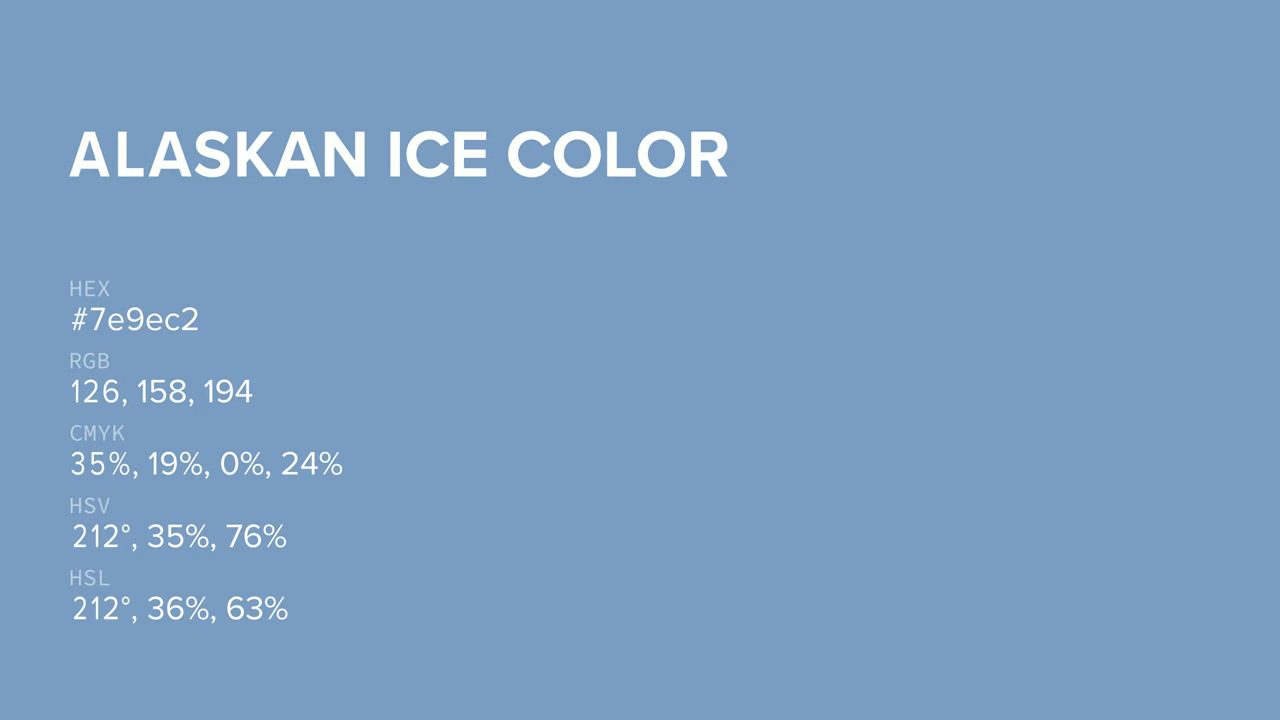 ALASKAN ICE COLOR
HEX
#7e9ec2
RGB
126, 158, 194
CMYK
35%, 19%, 0%, 24%
HSV
212°, 35%, 76%
HSL
212°, 36%, 63%